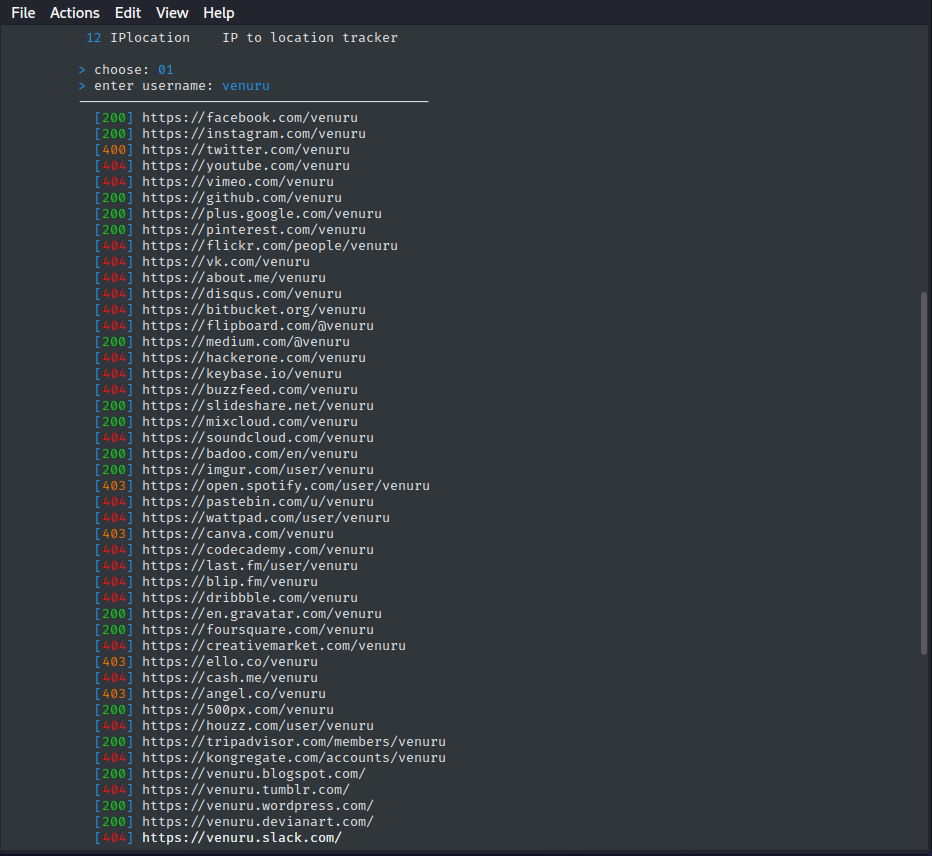 File Actions Edit View Help
12 IPlocation IP to location tracker
> choose: 01
> enter username: venuru
[200] https://facebook.com/venuru
[200] https://instagram.com/venuru
[400] https://twitter.com/venuru
[404] https://youtube.com/venuru
[404] https://vimeo.com/venuru
[200] https://github.com/venuru
[200] https://plus.google.com/venuru
[200] https://pinterest.com/venuru
[404] https://flickr.com/people/venuru
[404] https://vk.com/venuru
[404] https://about.me/venuru
[404] https://disqus.com/venuru
[404] https://bitbucket.org/venuru
[404] https://flipboard.com/@venuru
[200] https://medium.com/@venuru
[404] https://hackerone.com/venuru
[404] https://keybase.io/venuru
[404] https://buzzfeed.com/venuru
[200] https://slideshare.net/venuru
[200] https://mixcloud.com/venuru
[404] https://soundcloud.com/venuru
[200] https://badoo.com/en/venuru
[200] https://imgur.com/user/venuru
[403] https://open.spotify.com/user/venuru
[404] https://pastebin.com/u/venuru
[404] https://wattpad.com/user/venuru
[403] https://canva.com/venuru
[404] https://codecademy.com/venuru
[404] https://last.fm/user/venuru
[404] https://blip.fm/venuru
[404] https://dribbble.com/venuru
[200] https://en.gravatar.com/venuru
[200] https://foursquare.com/venuru
[404] https://creativemarket.com/venuru
[403] https://ello.co/venuru
[404] https://cash.me/venuru
[403] https://angel.co/venuru
[200] https://500px.com/venuru
[404] https://houzz.com/user/venuru
[200] https://tripadvisor.com/members/venuru
[404] https://kongregate.com/accounts/venuru
[200] https://venuru.blogspot.com/
[404] https://venuru.tumblr.com/
[200] https://venuru.wordpress.com/
[200] https://venuru.devianart.com/
[404] https://venuru.slack.com/